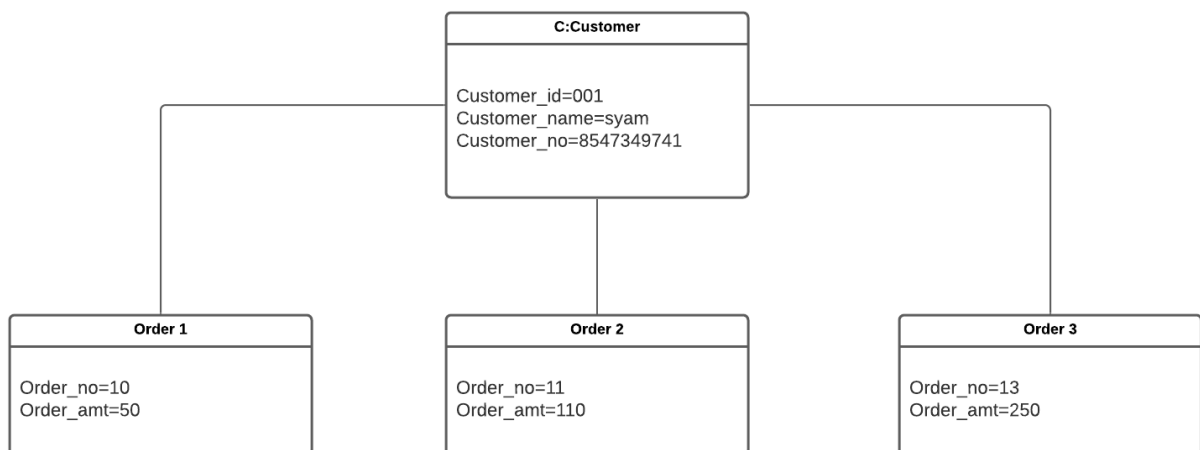 C:Customer
Customer_id=001
Customer_name=syam
Customer_no=8547349741
Order 1
Order_no=10
Order_amt=50
Order 2
Order_no=11
Order_amt=110
Order 3
Order_no=13
Order_amt=250